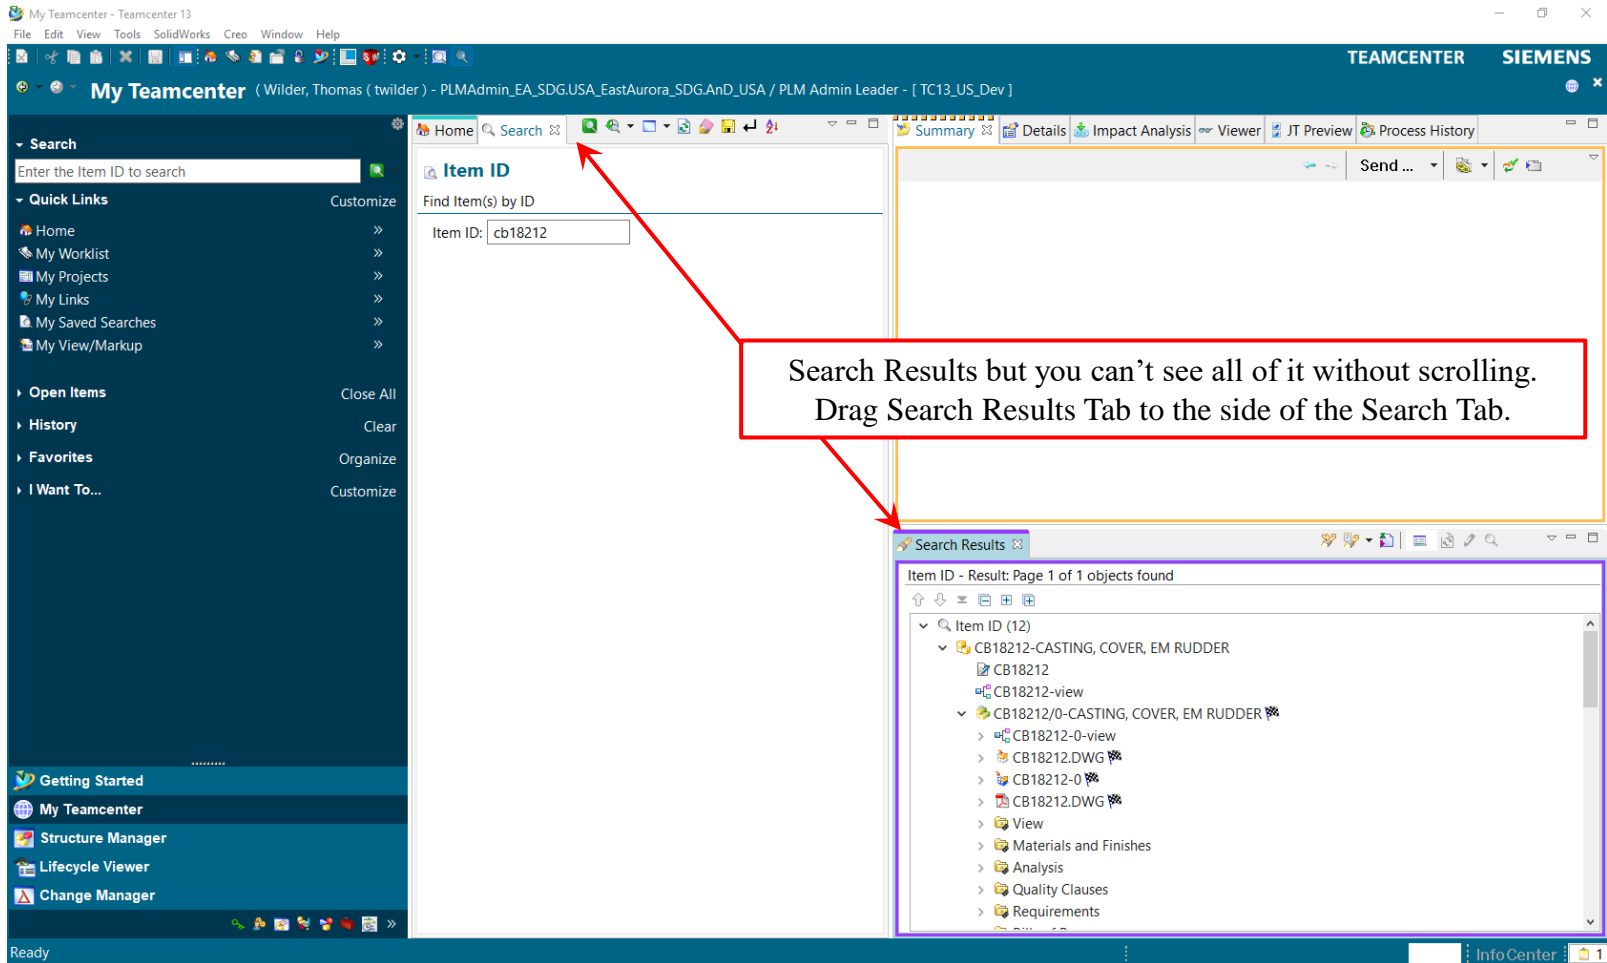 My Teamcenter - Teamcenter 13
File Edit View Tools SolidWorks Creo Window Help
TEAMCENTER SIEMENS
My Teamcenter ( Wilder, Thomas ( twilder ) - PLMAdmin_EA_SDG.USA_EastAurora_SDG.AnD_USA / PLM Admin Leader - [ TC13_US_Dev ]
Search
Enter the Item ID to search
Quick Links Customize
Home »
My Worklist »
My Projects »
My Links »
My Saved Searches »
My View/Markup »
Open Items Close All
History Clear
Favorites Organize
I Want To... Customize
Getting Started
My Teamcenter
Structure Manager
Lifecycle Viewer
Change Manager
»
Home Search
Item ID
Find Item(s) by ID
Item ID: cb18212
Summary Details Impact Analysis Viewer JT Preview Process History
Send ...
Search Results but you can’t see all of it without scrolling.
Drag Search Results Tab to the side of the Search Tab.
Search Results
Item ID - Result: Page 1 of 1 objects found
Item ID (12)
CB18212-CASTING, COVER, EM RUDDER
CB18212
CB18212-view
CB18212/0-CASTING, COVER, EM RUDDER
CB18212-0-view
CB18212.DWG
CB18212-0
CB18212.DWG
View
Materials and Finishes
Analysis
Quality Clauses
Requirements
Ready
InfoCenter 1